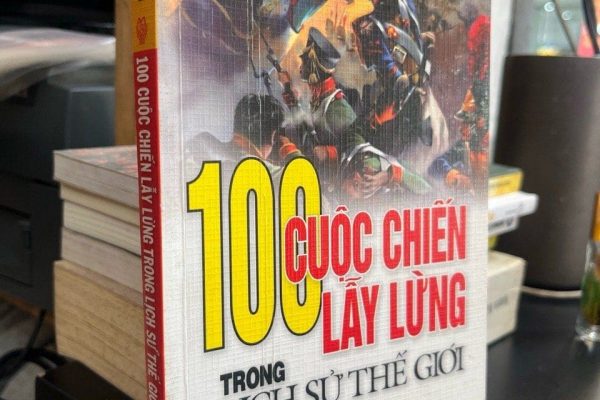 100 CUỘC CHIẾN LẪY LỪNG TRONG LỊCH SỬ THẾ GIỚI
100
CUỘC CHIẾN
LẪY LỪNG
TRONG
LỊCH SỬ THẾ GIỚI